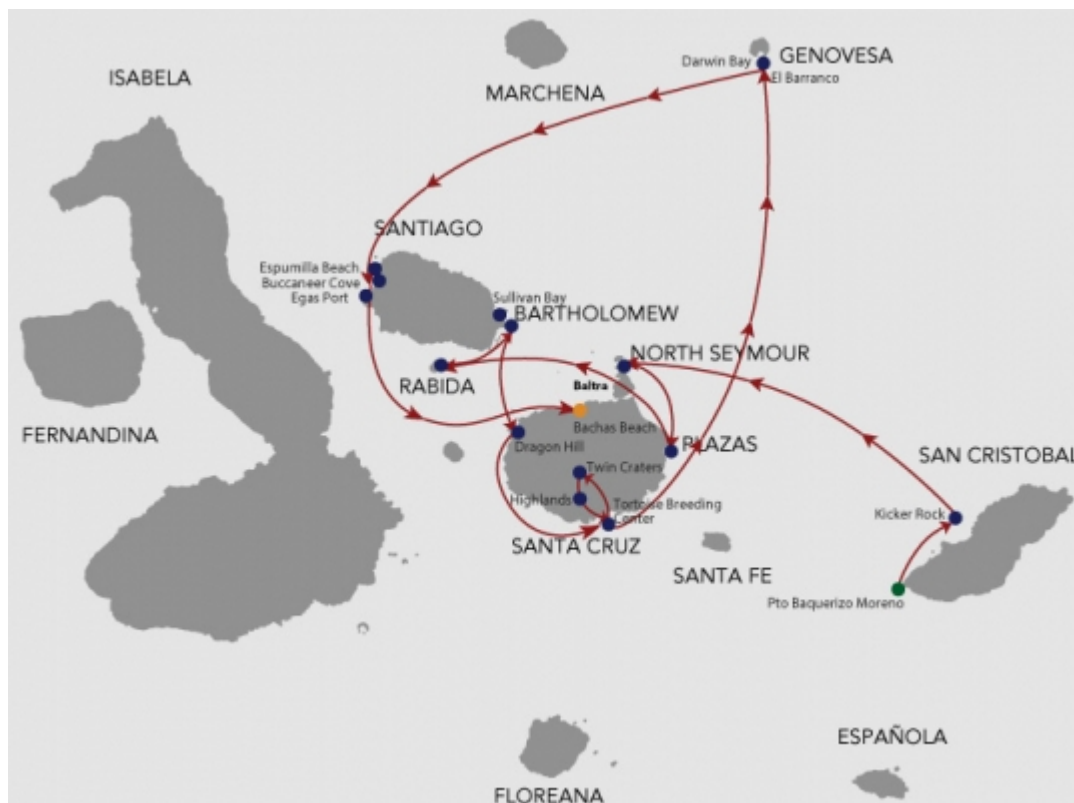 Darwin Bay
GENOVESA
El Barranco
ISABELA
MARCHENA
SANTIAGO
Espumilla Beach
Buccaneer Cove
Egas Port
Sullivan Bay
BARTHOLOMEW
NORTH SEYMOUR
RABIDA
Baltra
FERNANDINA
Bachas Beach
Dragon Hill
PLAZAS
SAN CRISTOBAL
Twin Craters
Highlands
Tortoise Breeding
Center
Kicker Rock
SANTA CRUZ
SANTA FE
Pto Baquerizo Moreno
ESPAÑOLA
FLOREANA